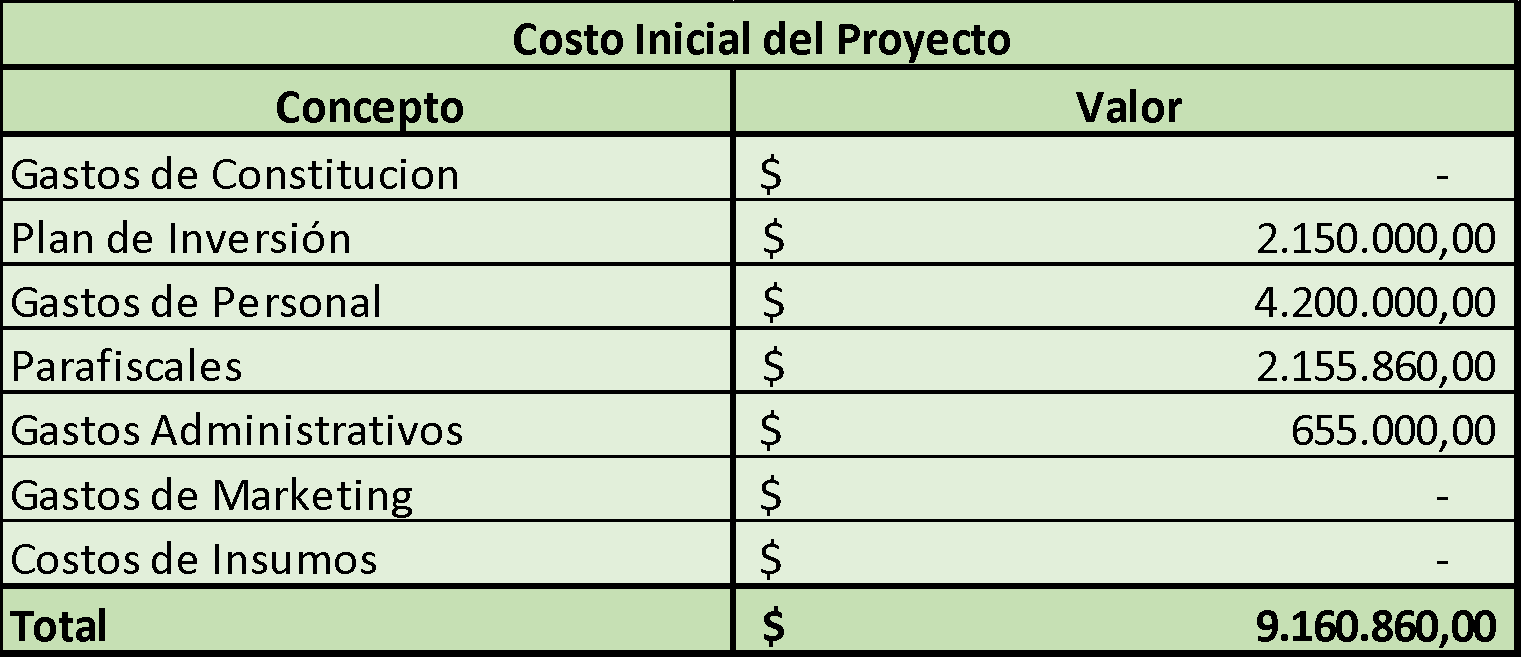 Costo Inicial del Proyecto
Concepto Valor
Gastos de Constitucion $ -
Plan de Inversión $ 2.150.000,00
Gastos de Personal $ 4.200.000,00
Parafiscales $ 2.155.860,00
Gastos Administrativos $ 655.000,00
Gastos de Marketing $ -
Costos de Insumos $ -
Total $ 9.160.860,00